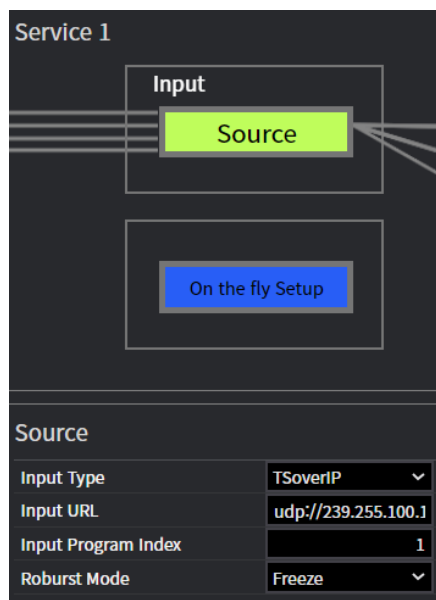 Service 1
Input
Source
On the fly Setup
Source
Input Type TSoverIP
Input URL udp://239.255.100.1
Input Program Index 1
Roburst Mode Freeze